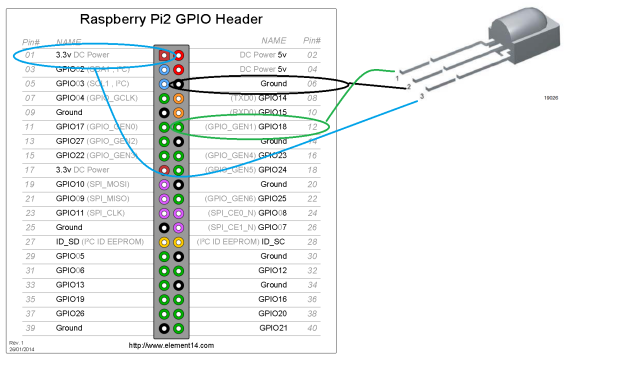 Raspberry Pi2 GPIO Header
Pin# NAME NAME Pin#
01 3.3v DC Power DC Power 5v 02
03 GPIO02 (SDA1 , I²C) DC Power 5v 04
05 GPIO03 (SCL1 , I²C) Ground 06
07 GPIO04 (GPIO_GCLK) (TXD0) GPIO14 08
09 Ground (RXD0) GPIO15 10
11 GPIO17 (GPIO_GEN0) (GPIO_GEN1) GPIO18 12
13 GPIO27 (GPIO_GEN2) Ground 14
15 GPIO22 (GPIO_GEN3) (GPIO_GEN4) GPIO23 16
17 3.3v DC Power (GPIO_GEN5) GPIO24 18
19 GPIO10 (SPI_MOSI) Ground 20
21 GPIO09 (SPI_MISO) (GPIO_GEN6) GPIO25 22
23 GPIO11 (SPI_CLK) (SPI_CE0_N) GPIO08 24
25 Ground (SPI_CE1_N) GPIO07 26
27 ID_SD (I²C ID EEPROM) (I²C ID EEPROM) ID_SC 28
29 GPIO05 Ground 30
31 GPIO06 GPIO12 32
33 GPIO13 Ground 34
35 GPIO19 GPIO16 36
37 GPIO26 GPIO20 38
39 Ground GPIO21 40
Rev. 1
26/01/2014
http://www.element14.com
1
2
3
19026